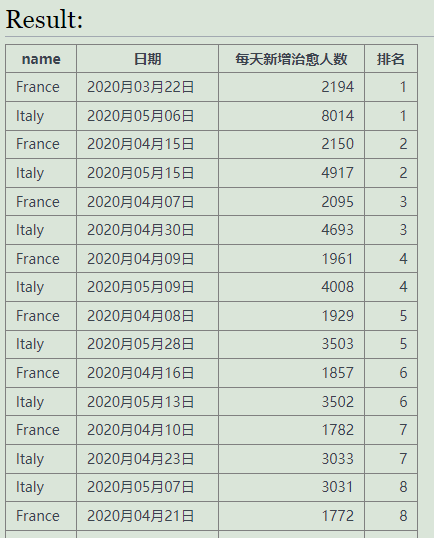 Result:
name 日期 每天新增治愈人数 排名
France 2020月03月22日 2194 1
Italy 2020月05月06日 8014 1
France 2020月04月15日 2150 2
Italy 2020月05月15日 4917 2
France 2020月04月07日 2095 3
Italy 2020月04月30日 4693 3
France 2020月04月09日 1961 4
Italy 2020月05月09日 4008 4
France 2020月04月08日 1929 5
Italy 2020月05月28日 3503 5
France 2020月04月16日 1857 6
Italy 2020月05月13日 3502 6
France 2020月04月10日 1782 7
Italy 2020月04月23日 3033 7
Italy 2020月05月07日 3031 8
France 2020月04月21日 1772 8